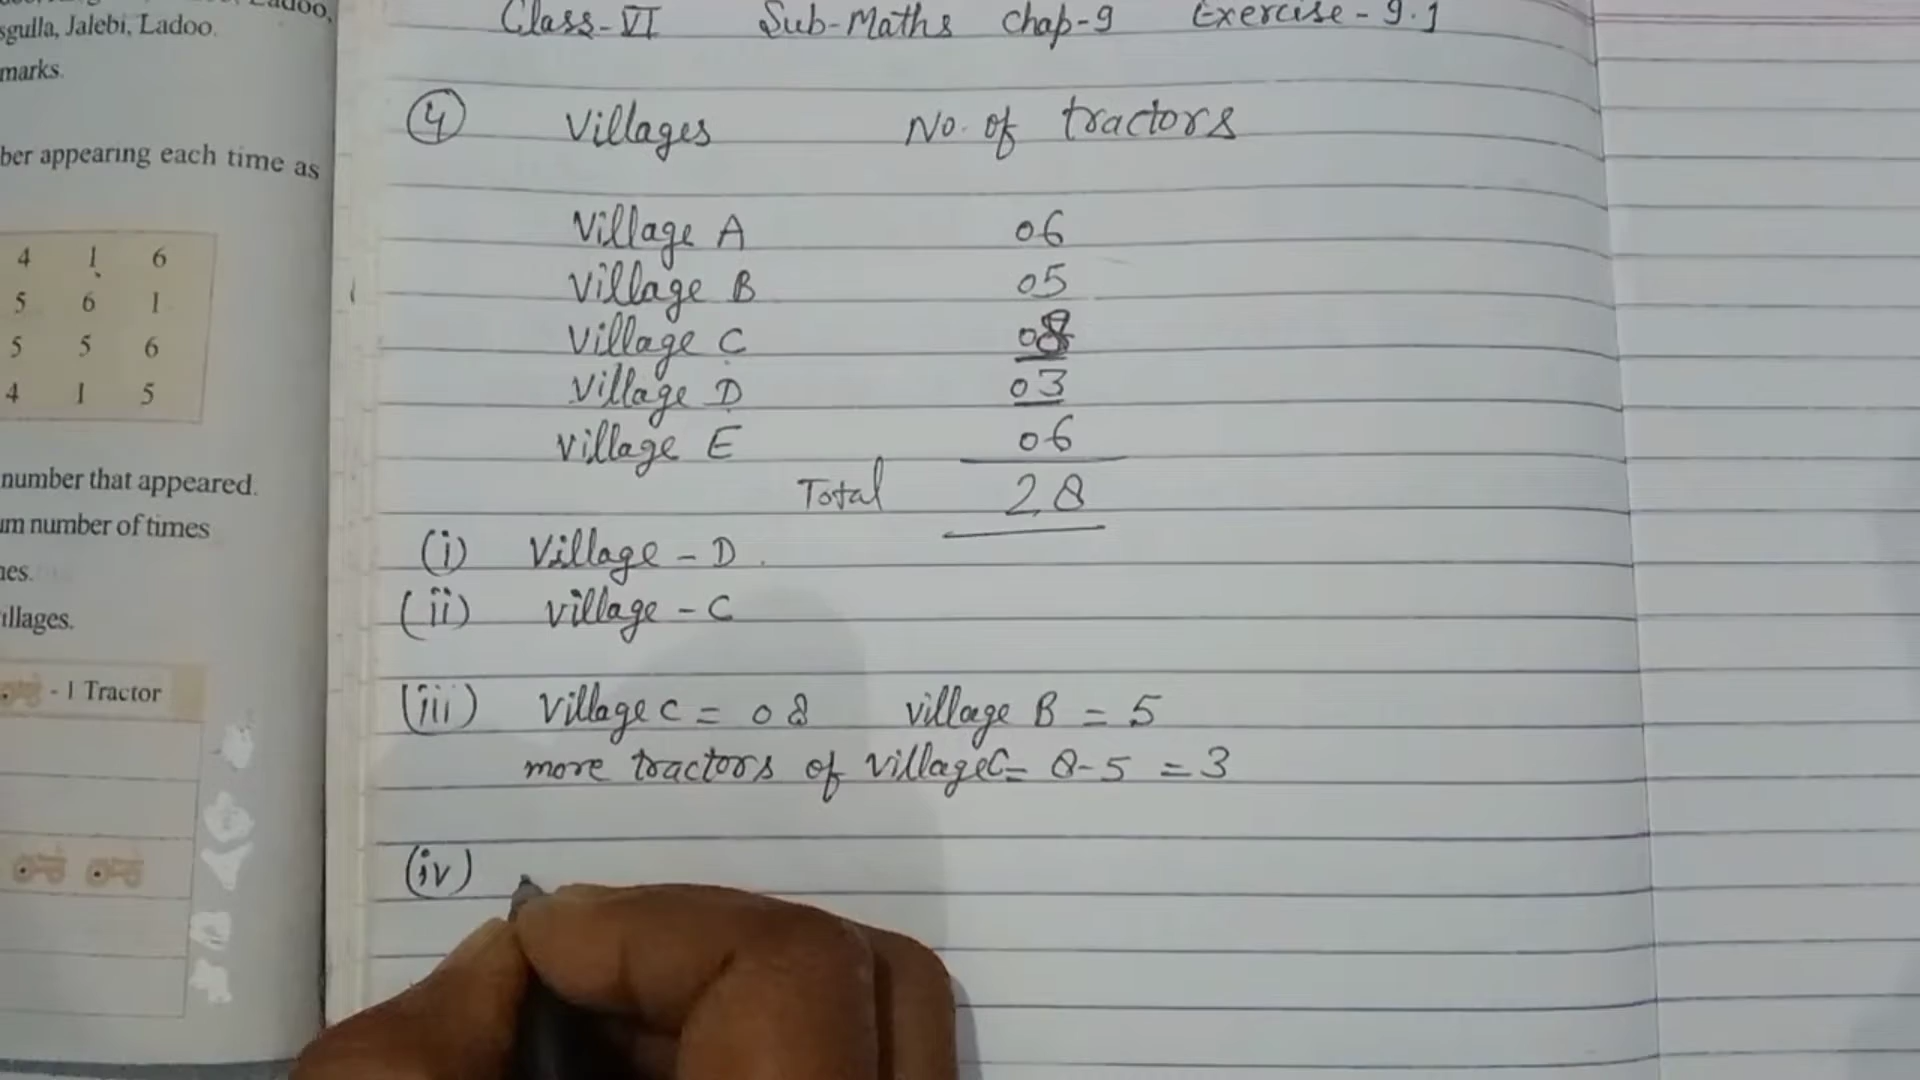 sgulla, Jalebi, Ladoo.
marks.
ber appearing each time as
4 1 6
5 6 1
5 5 6
4 1 5
number that appeared.
um number of times
illages.
- 1 Tractor
Class-VI Sub-Maths Chap-9 Exercise-9.1
4 Villages No. of tractors
Village A 06
Village B 05
Village C 08
Village D 03
Village E 06
Total 28
(i) Village - D.
(ii) Village - C
(iii) Village C = 08 Village B = 5
more tractors of village C = 8-5 = 3
(iv)